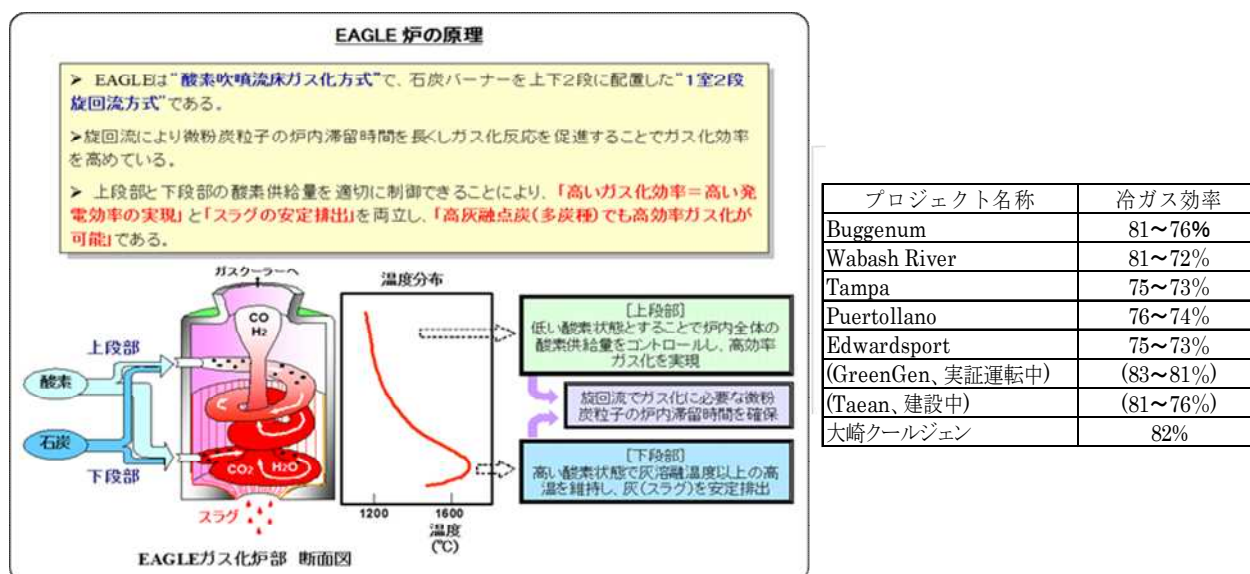 EAGLE 炉の原理
➢ EAGLEは“酸素吹噴流床ガス化方式”で、石炭バーナーを上下2段に配置した“1室2段
旋回流方式”である。
➢旋回流により微粉炭粒子の炉内滞留時間を長くしガス化反応を促進することでガス化効率
を高めている。
➢ 上段部と下段部の酸素供給量を適切に制御できることにより、「高いガス化効率＝高い発
電効率の実現」と「スラグの安定排出」を両立し、「高灰融点炭(多炭種)でも高効率ガス化が
可能」である。
ガスクーラーへ
CO
H2
上段部
酸素
石炭
下段部
CO2 H2O
スラグ
EAGLEガス化炉部 断面図
温度分布
1200 1600
温度
(℃)
[上段部]
低い酸素状態とすることで炉内全体の
酸素供給量をコントロールし、高効率
ガス化を実現
旋回流でガス化に必要な微粉
炭粒子の炉内滞留時間を確保
[下段部]
高い酸素状態で灰溶融温度以上の高
温を維持し、灰(スラグ)を安定排出
プロジェクト名称 冷ガス効率
Buggenum 81～76%
Wabash River 81～72%
Tampa 75～73%
Puertollano 76～74%
Edwardsport 75～73%
(GreenGen、実証運転中) (83～81%)
(Taean、建設中) (81～76%)
大崎クールジェン 82%